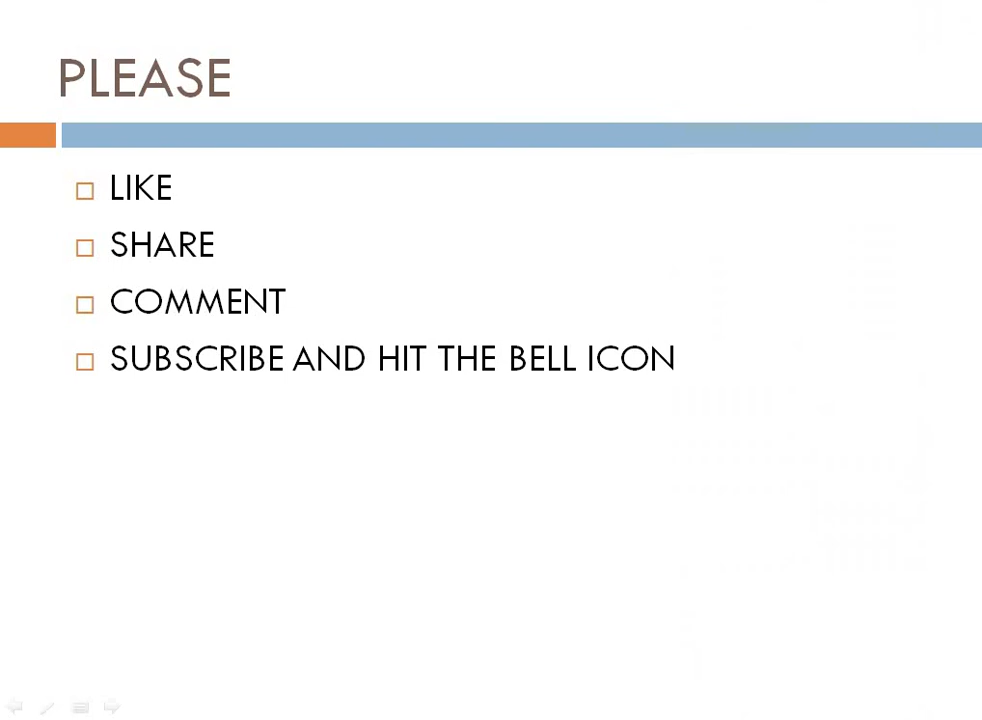 PLEASE
LIKE
SHARE
COMMENT
SUBSCRIBE AND HIT THE BELL ICON